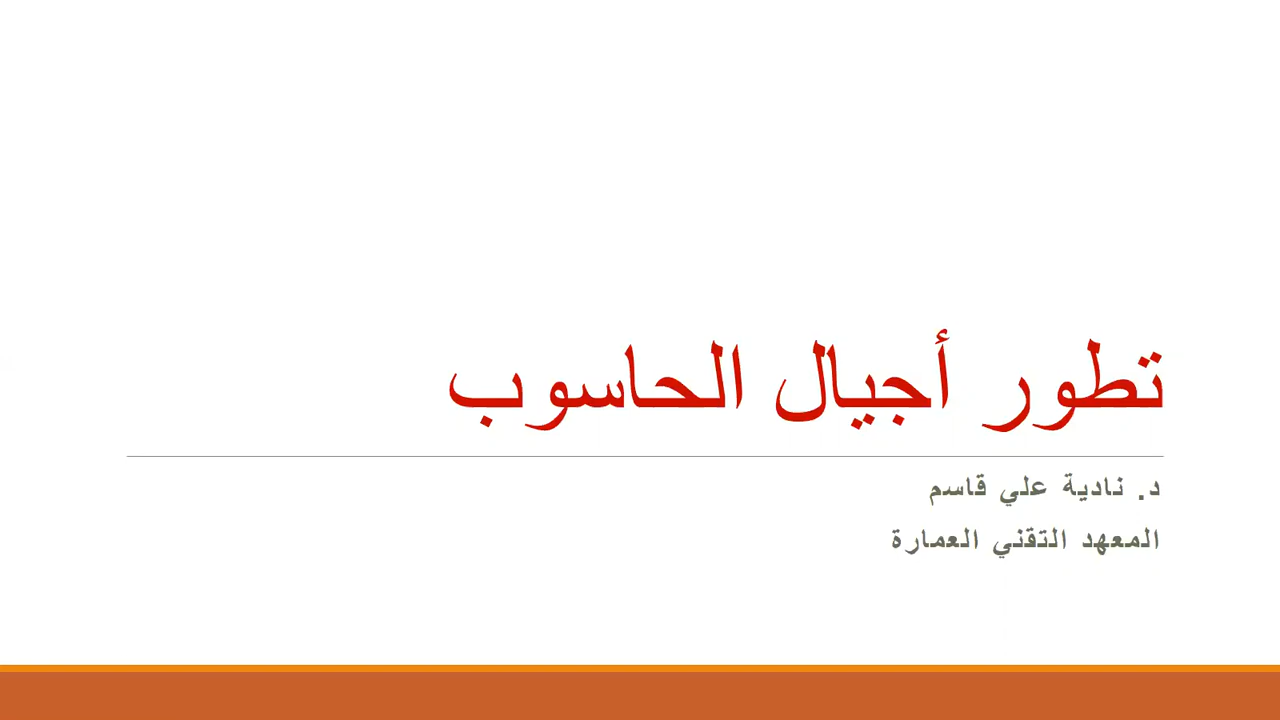 تطور أجيال الحاسوب
د. نادية علي قاسم
المعهد التقني العمارة